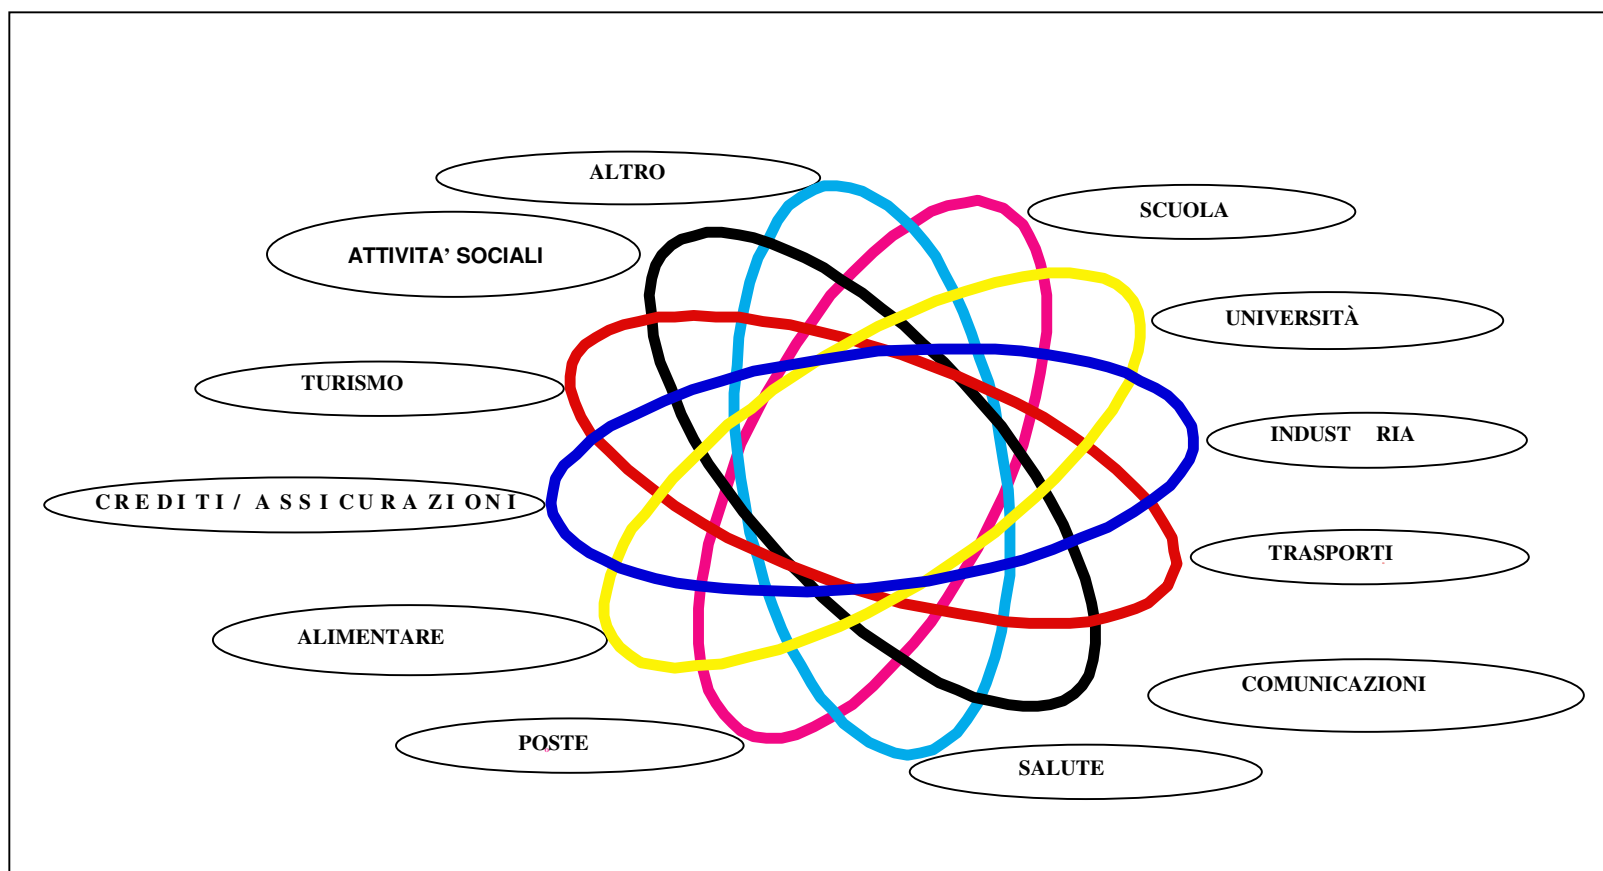 ALTRO
SCUOLA
ATTIVITA’ SOCIALI
UNIVERSITÀ
TURISMO
INDUST RIA
CREDITI/ ASSICURAZIONI
TRASPORTI
ALIMENTARE
COMUNICAZIONI
POSTE
SALUTE